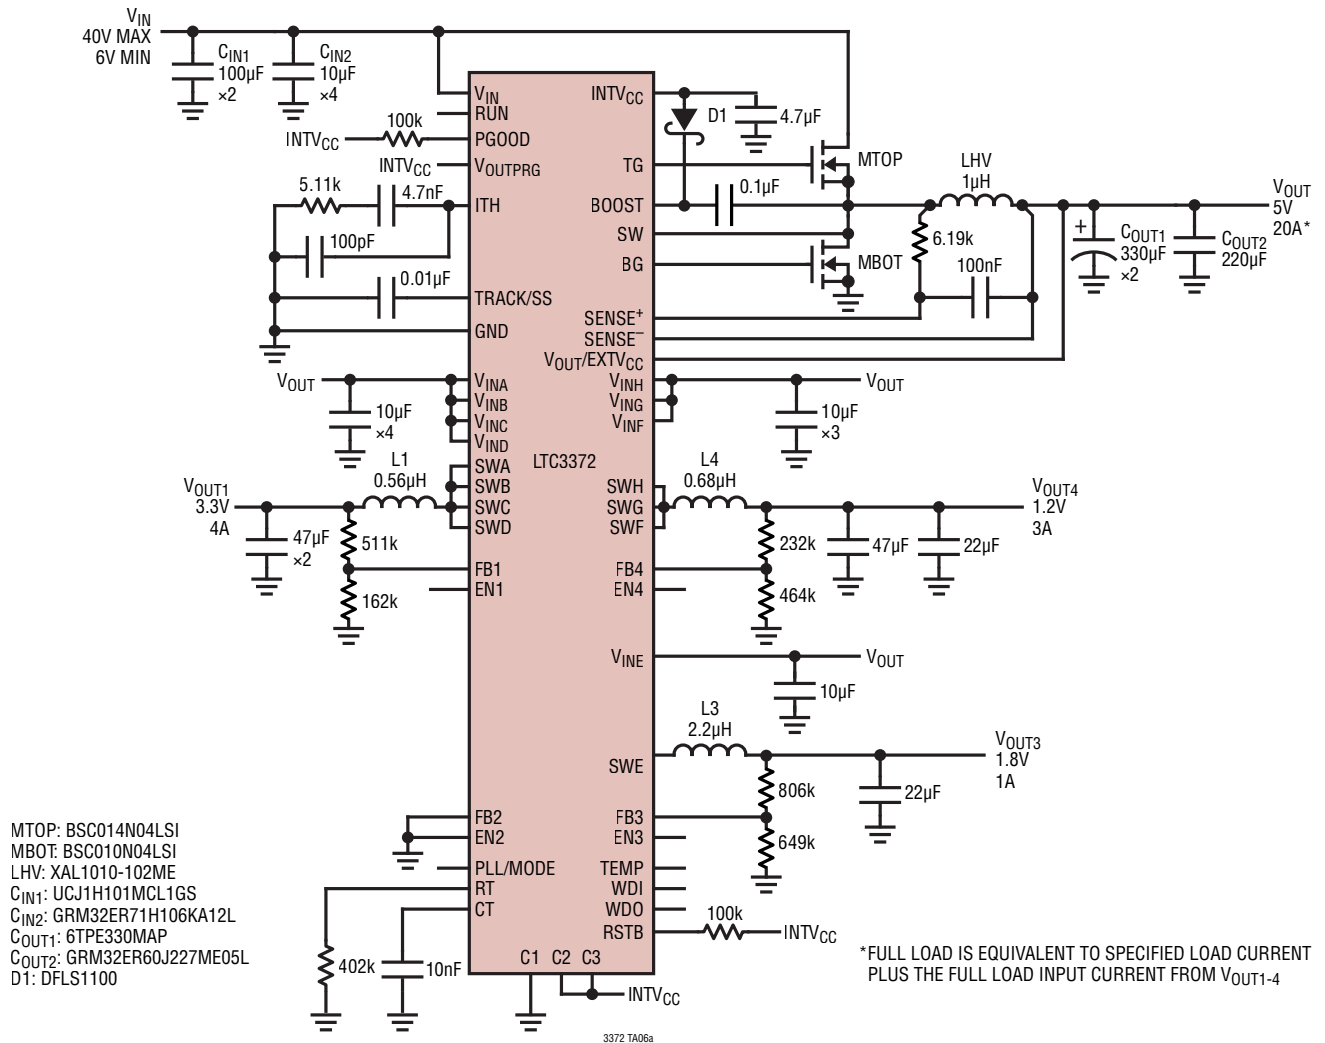 VIN
40V MAX
6V MIN
CIN1
100µF
×2
CIN2
10µF
×4
100k
INTVCC
INTVCC
5.11k
4.7nF
100pF
0.01µF
VIN
RUN
PGOOD
VOUTPRG
ITH
TRACK/SS
GND
INTVCC
TG
BOOST
SW
BG
SENSE+
SENSE–
VOUT/EXTVCC
D1
4.7µF
MTOP
0.1µF
MBOT
LHV
1µH
6.19k
100nF
VOUT
5V
20A*
COUT1
330µF
×2
COUT2
220µF
+
VOUT
10µF
×4
VINA
VINB
VINC
VIND
VINH
VING
VINF
VOUT
10µF
×3
LTC3372
L1
0.56µH
SWA
SWB
SWC
SWD
VOUT1
3.3V
4A
47µF
×2
511k
162k
FB1
EN1
L4
0.68µH
SWH
SWG
SWF
FB4
EN4
232k
464k
47µF
22µF
VOUT4
1.2V
3A
VINE
VOUT
10µF
L3
2.2µH
SWE
VOUT3
1.8V
1A
806k
22µF
649k
FB3
EN3
FB2
EN2
PLL/MODE
RT
CT
TEMP
WDI
WDO
RSTB
100k
INTVCC
402k
10nF
C1
C2
C3
INTVCC
MTOP: BSC014N04LSI
MBOT: BSC010N04LSI
LHV: XAL1010-102ME
CIN1: UCJ1H101MCL1GS
CIN2: GRM32ER71H106KA12L
COUT1: 6TPE330MAP
COUT2: GRM32ER60J227ME05L
D1: DFLS1100
*FULL LOAD IS EQUIVALENT TO SPECIFIED LOAD CURRENT
PLUS THE FULL LOAD INPUT CURRENT FROM VOUT1-4
3372 TA06a